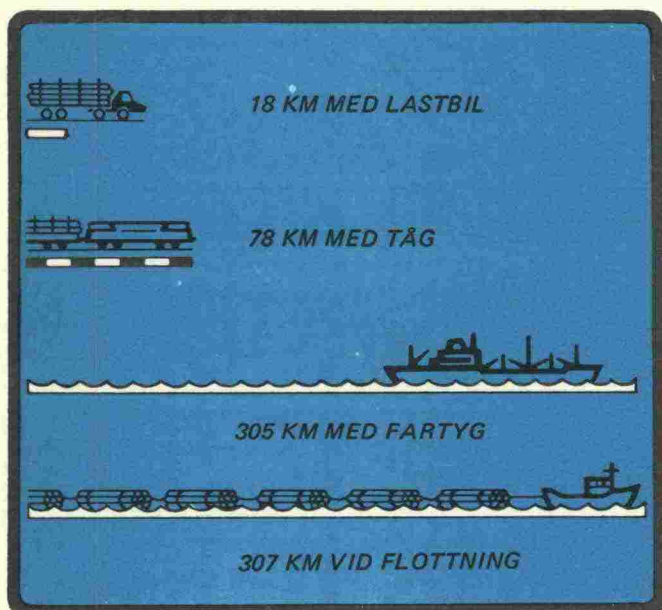 18 KM MED LASTBIL
78 KM MED TÅG
305 KM MED FARTYG
307 KM VID FLOTTNING